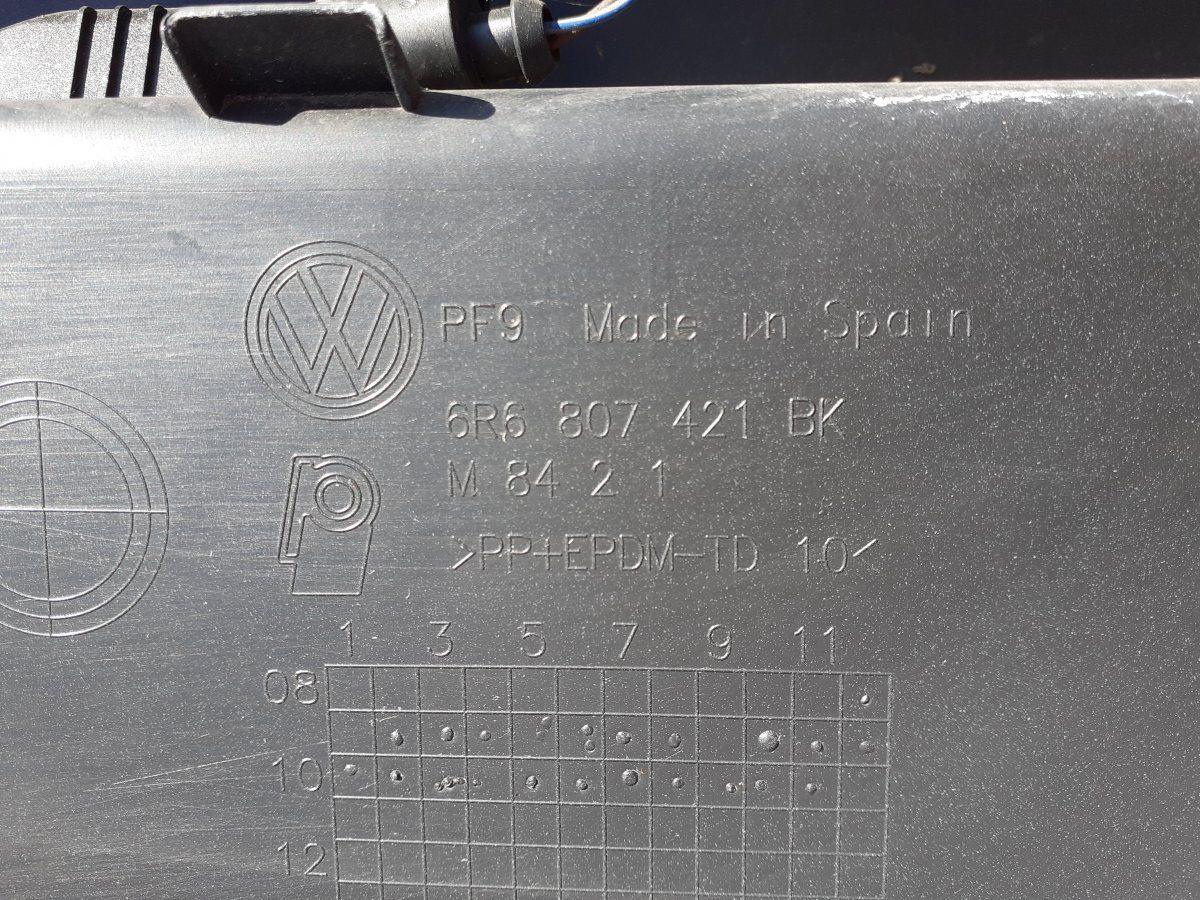 PF9 Made in Spain
6R6 807 421 BK
M 84 2 1
>PP+EPDM-TD 10<
1 3 5 7 9 11
08
10
12